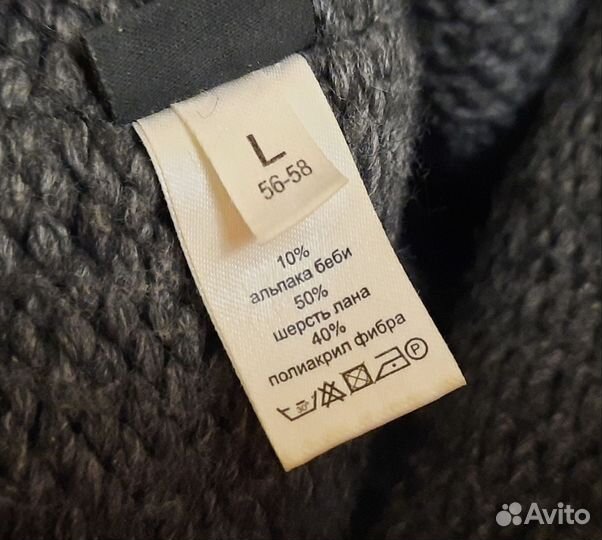 L
56-58
10%
альпака беби
50%
шерсть лана
40%
полиакрил фибра
30°
P
Avito